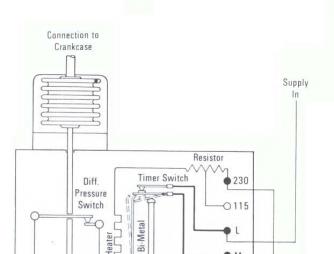 Connection to
Crankcase
Supply
In
Resistor
Timer Switch
230
Diff.
Pressure
Switch
115
Heater
Bi-Metal
L